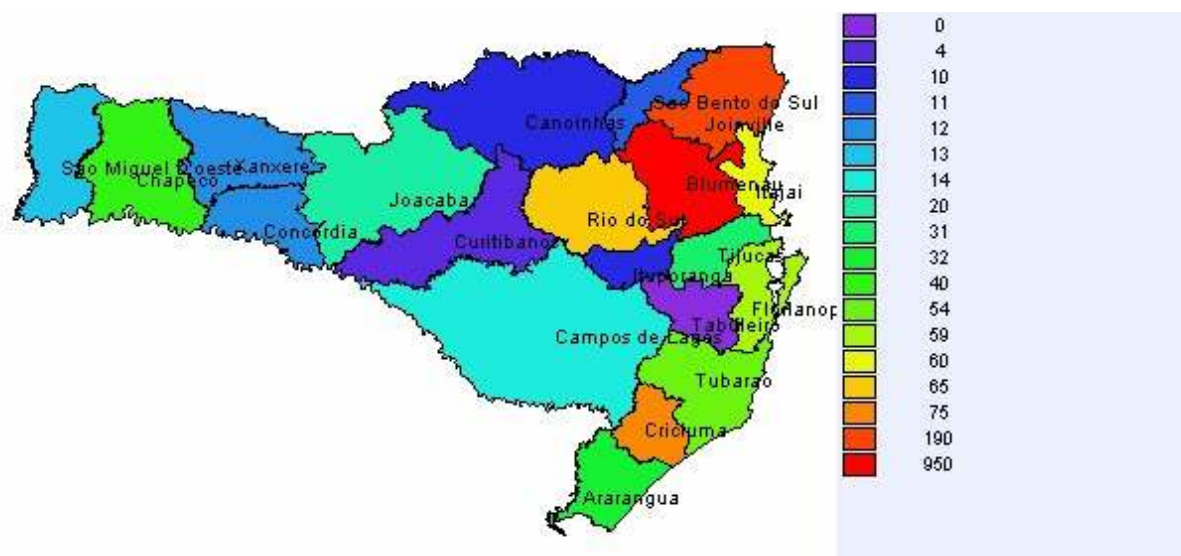 Sao Bento do Sul
Canoinhas
Joinville
Sao Miguel D'oeste
Xanxere
Chapeco
Blumenau
Itajai
Joacaba
Rio do Sul
Concordia
Curitibanos
Tijucas
Ituporanga
Florianop
Tabuleiro
Campos de Lages
Tubarao
Criciuma
Ararangua
0
4
10
11
12
13
14
20
31
32
40
54
59
60
65
75
190
950